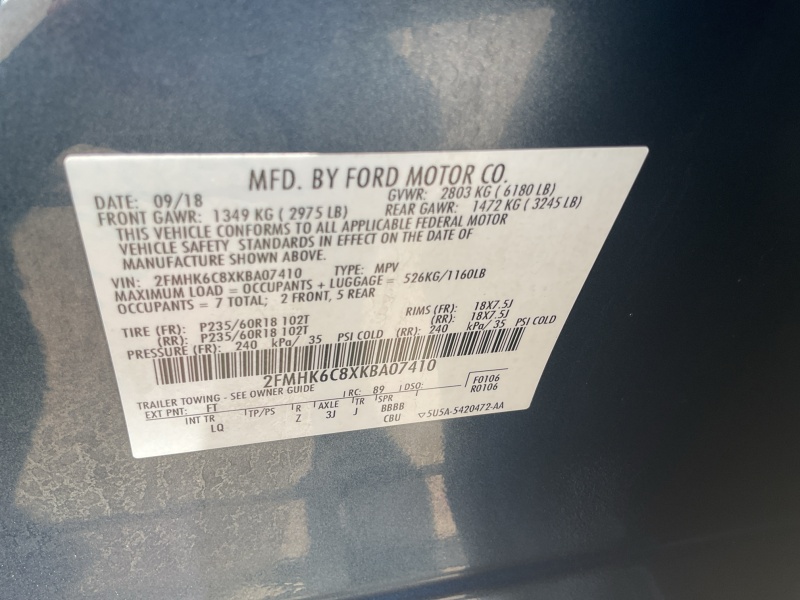 MFD. BY FORD MOTOR CO.
DATE: 09/18 GVWR: 2803 KG ( 6180 LB)
FRONT GAWR: 1349 KG ( 2975 LB) REAR GAWR: 1472 KG ( 3245 LB)
THIS VEHICLE CONFORMS TO ALL APPLICABLE FEDERAL MOTOR
VEHICLE SAFETY STANDARDS IN EFFECT ON THE DATE OF
MANUFACTURE SHOWN ABOVE.
VIN: 2FMHK6C8XKBA07410 TYPE: MPV
MAXIMUM LOAD = OCCUPANTS + LUGGAGE = 526KG/1160LB
OCCUPANTS = 7 TOTAL; 2 FRONT, 5 REAR
TIRE (FR): P235/60R18 102T RIMS (FR): 18X7.5J
(RR): P235/60R18 102T (RR): 18X7.5J
PRESSURE (FR): 240 kPa/ 35 PSI COLD (RR): 240 kPa/ 35 PSI COLD
2FMHK6C8XKBA07410
TRAILER TOWING - SEE OWNER GUIDE RC: 89 DSO: F0106
R0106
EXT PNT: FT INT TR TP/PS R AXLE TR SPR
LQ Z 3J J BBBB
CBU 5U5A-5420472-AA